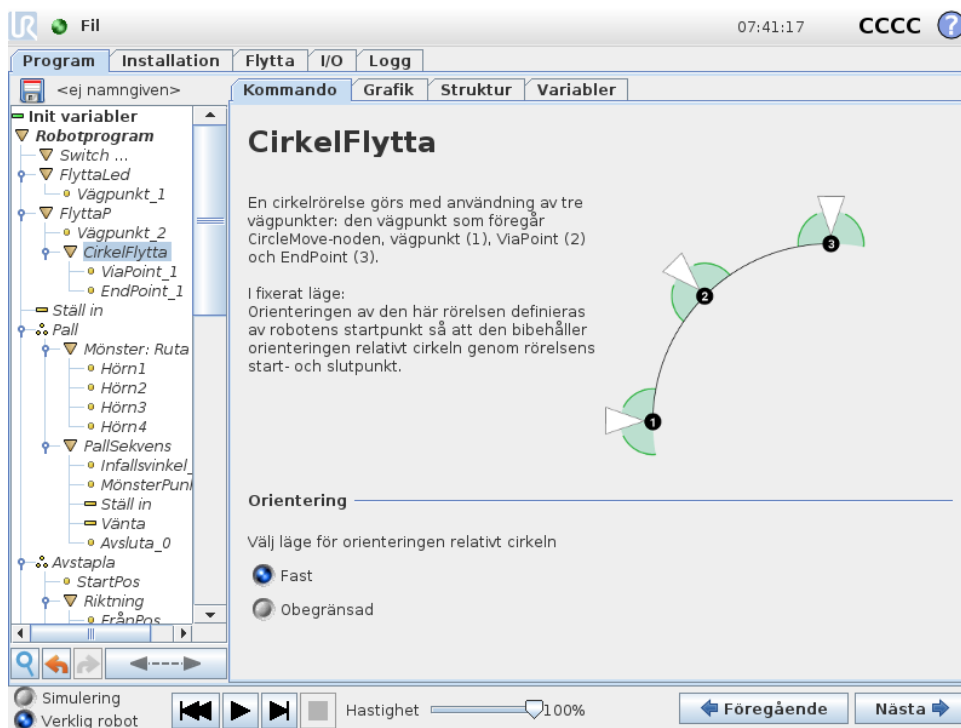 UR Fil 07:41:17 CCCC ?
Program Installation Flytta I/O Logg
<ej namngiven>
Kommando Grafik Struktur Variabler
Init variabler
Robotprogram
Switch ...
FlyttaLed
Vägpunkt_1
FlyttaP
Vägpunkt_2
CirkelFlytta
ViaPoint_1
EndPoint_1
Ställ in
Pall
Mönster: Ruta
Hörn1
Hörn2
Hörn3
Hörn4
PallSekvens
Infallsvinkel_
MönsterPunl
Ställ in
Vänta
Avsluta_0
Avstapla
StartPos
Riktning
FrånPos
CirkelFlytta
En cirkelrörelse görs med användning av tre
vägpunkter: den vägpunkt som föregår
CircleMove-noden, vägpunkt (1), ViaPoint (2)
och EndPoint (3).
I fixerat läge:
Orienteringen av den här rörelsen definieras
av robotens startpunkt så att den bibehåller
orienteringen relativt cirkeln genom rörelsens
start- och slutpunkt.
3
2
1
Orientering
Välj läge för orienteringen relativt cirkeln
Fast
Obegränsad
Simulering
Verklig robot
Hastighet 100%
Föregående Nästa